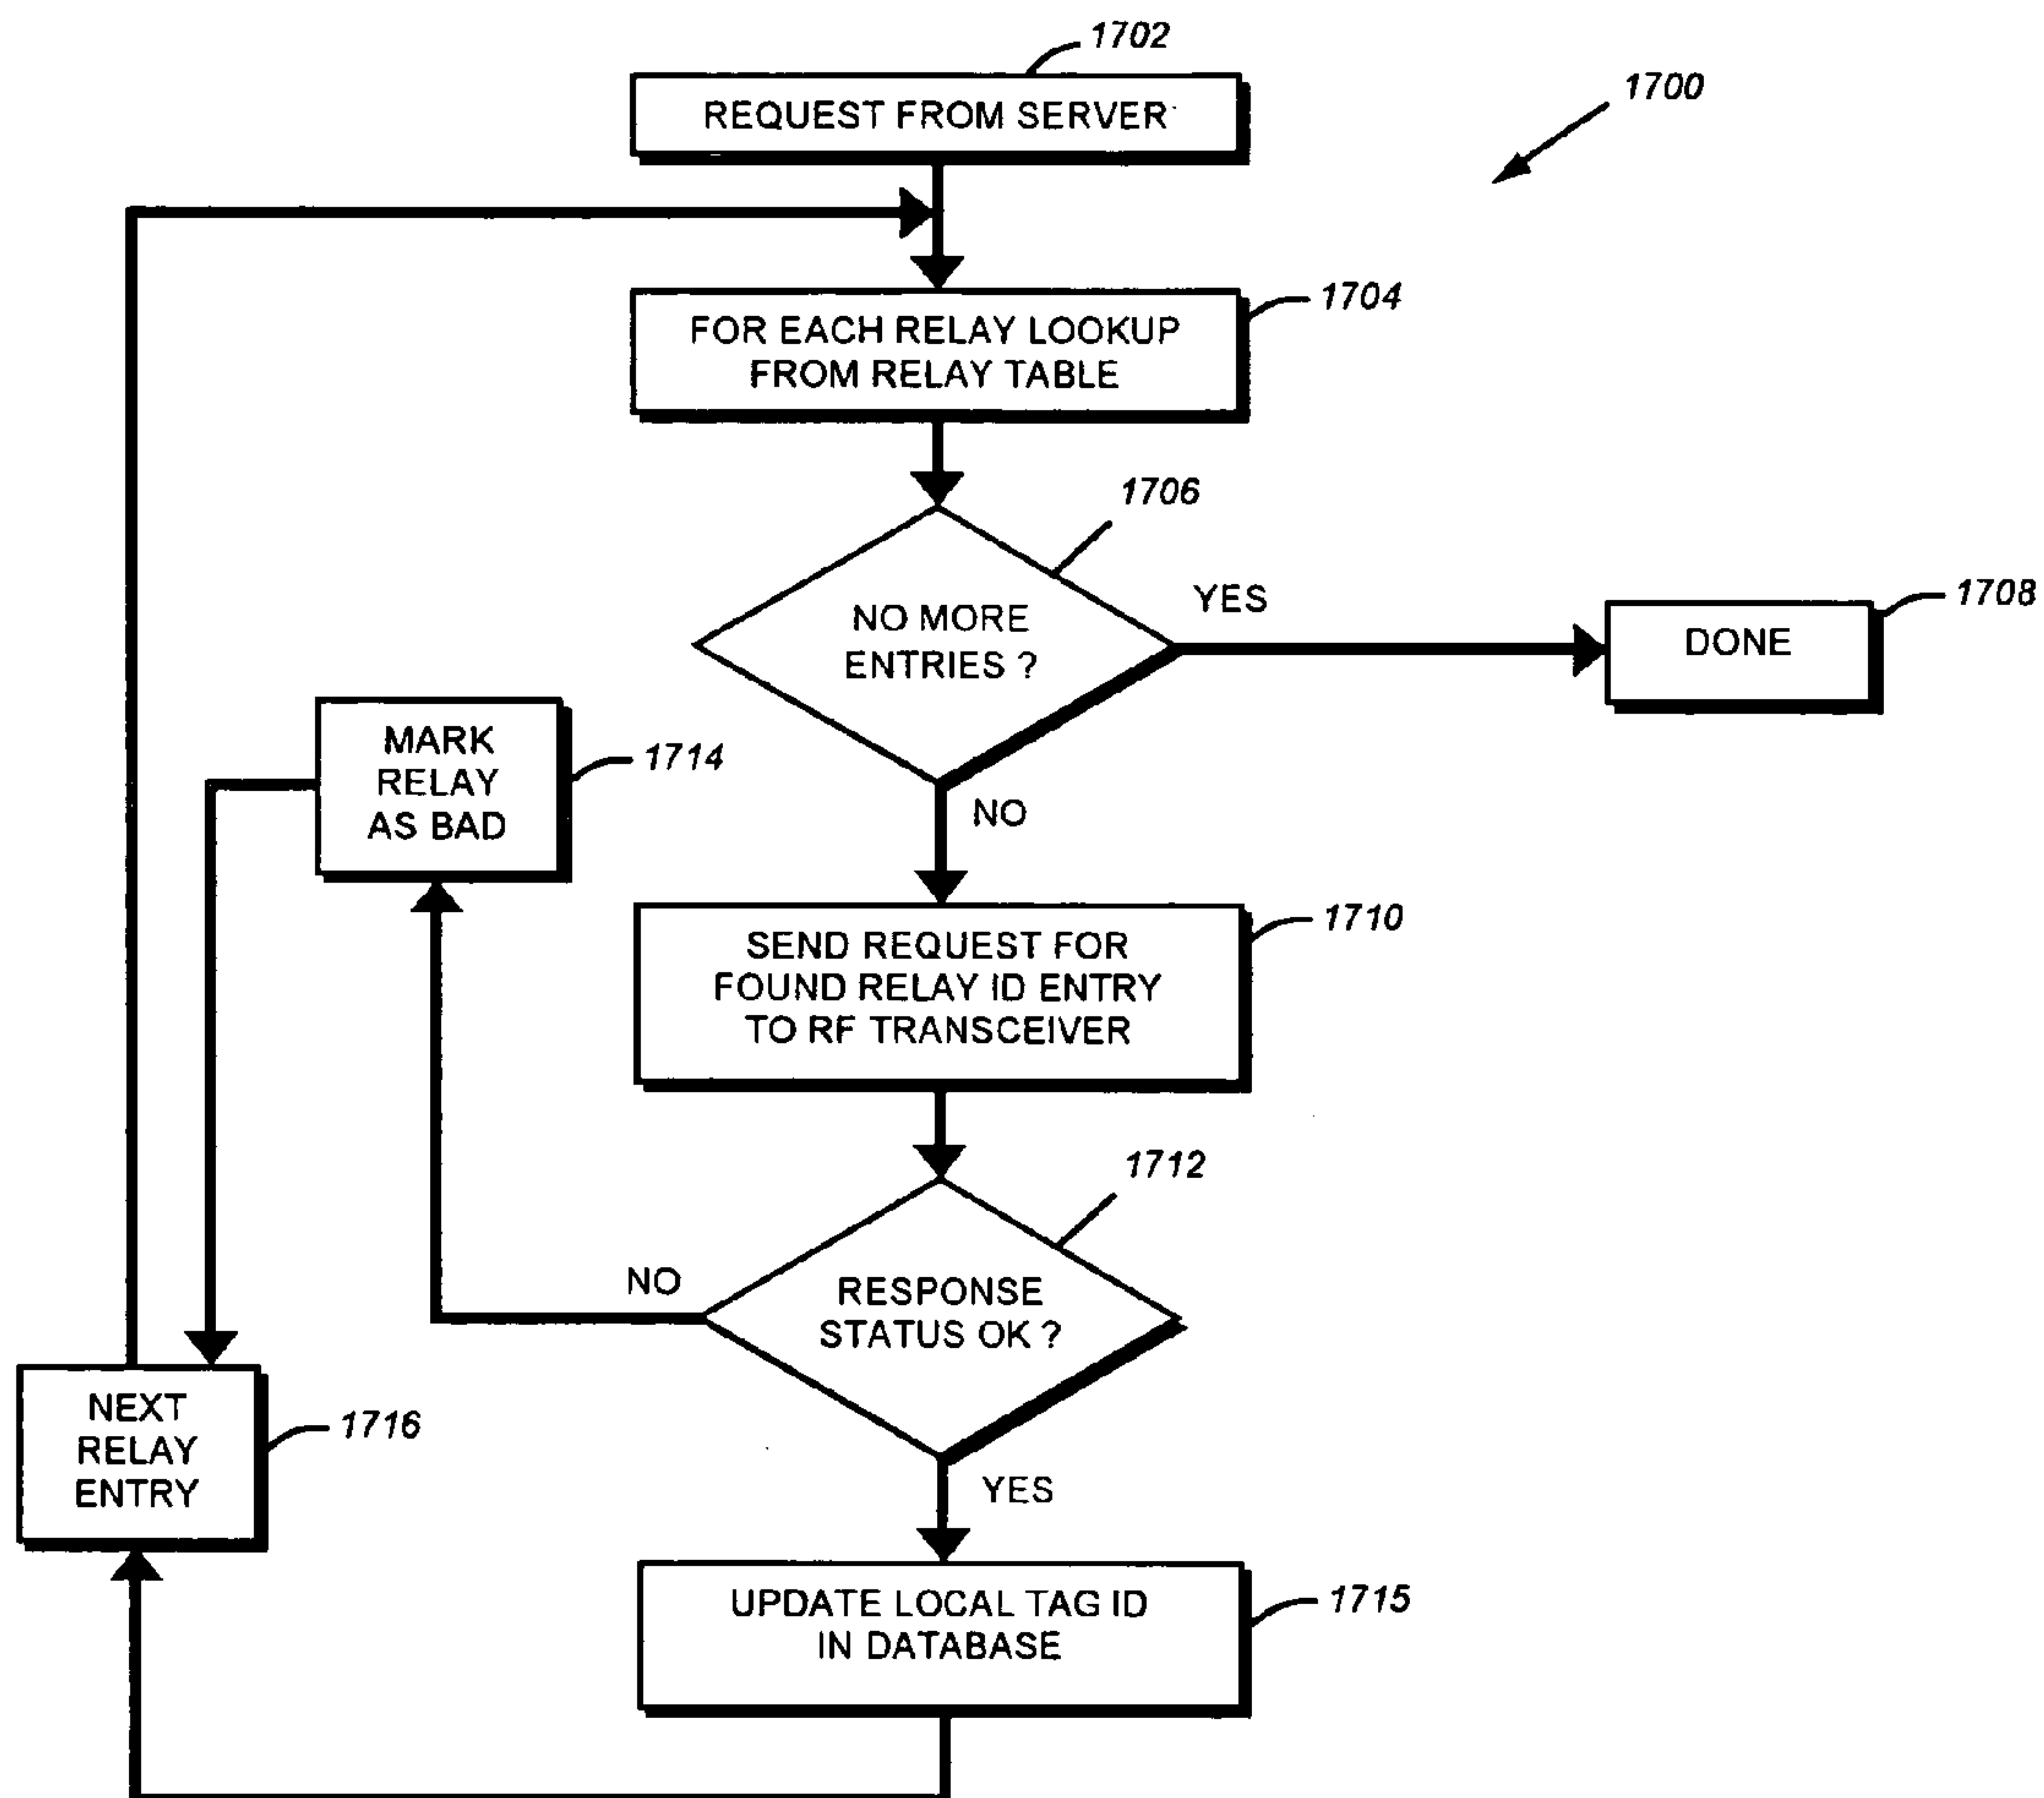 1702
REQUEST FROM SERVER
1700
1704
FOR EACH RELAY LOOKUP
FROM RELAY TABLE
1706
NO MORE
ENTRIES ?
YES
1708
DONE
NO
MARK
RELAY
AS BAD
1714
1710
SEND REQUEST FOR
FOUND RELAY ID ENTRY
TO RF TRANSCEIVER
1712
RESPONSE
STATUS OK ?
NO
YES
NEXT
RELAY
ENTRY
1716
UPDATE LOCAL TAG ID
IN DATABASE
1715